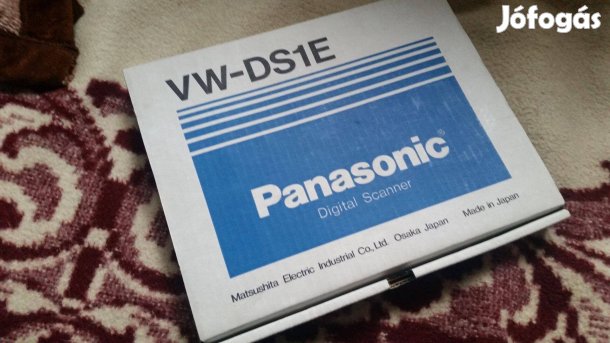 Jófogás
VW-DS1E
Panasonic®
Digital Scanner
Matsushita Electric Industrial Co., Ltd. Osaka Japan Made in Japan